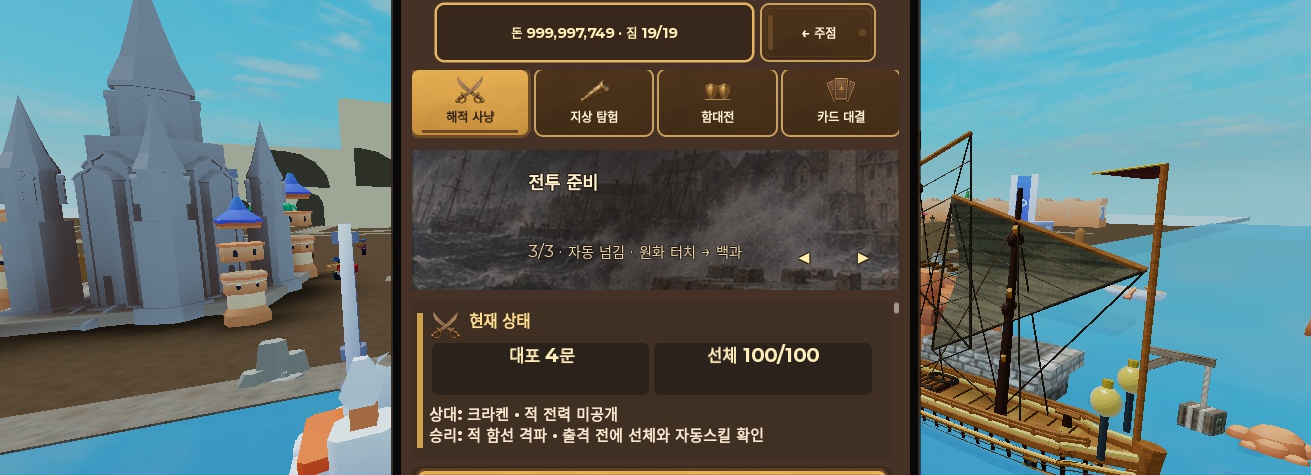 돈 999,997,749 · 짐 19/19
← 주점
해적 사냥
지상 탐험
함대전
카드 대결
전투 준비
3/3 · 자동 넘김 · 원화 터치 → 백과
◀ ▶
현재 상태
대포 4문
선체 100/100
상대: 크라켄 • 적 전력 미공개
승리: 적 함선 격파 • 출격 전에 선체와 자동스킬 확인